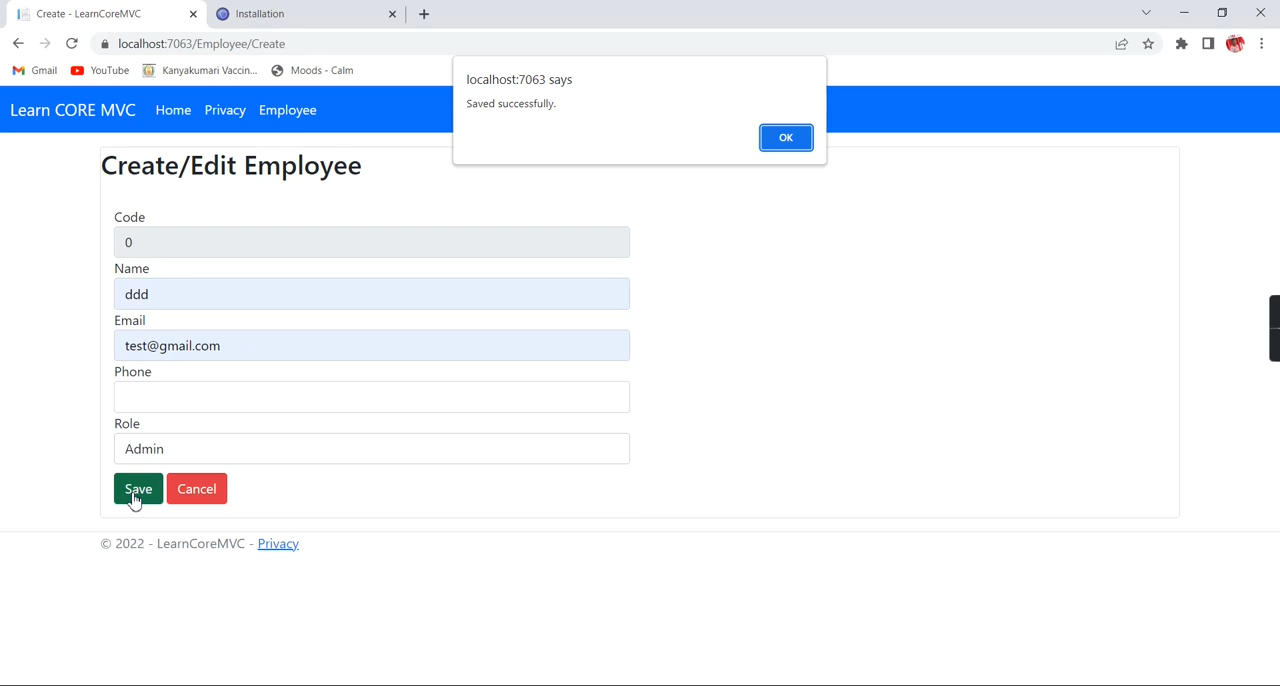 Create - LearnCoreMVC
Installation
localhost:7063/Employee/Create
Gmail YouTube Kanyakumari Vaccin... Moods - Calm
localhost:7063 says
Saved successfully.
OK
Learn CORE MVC Home Privacy Employee
Create/Edit Employee
Code
0
Name
ddd
Email
test@gmail.com
Phone
Role
Admin
Save Cancel
© 2022 - LearnCoreMVC - Privacy